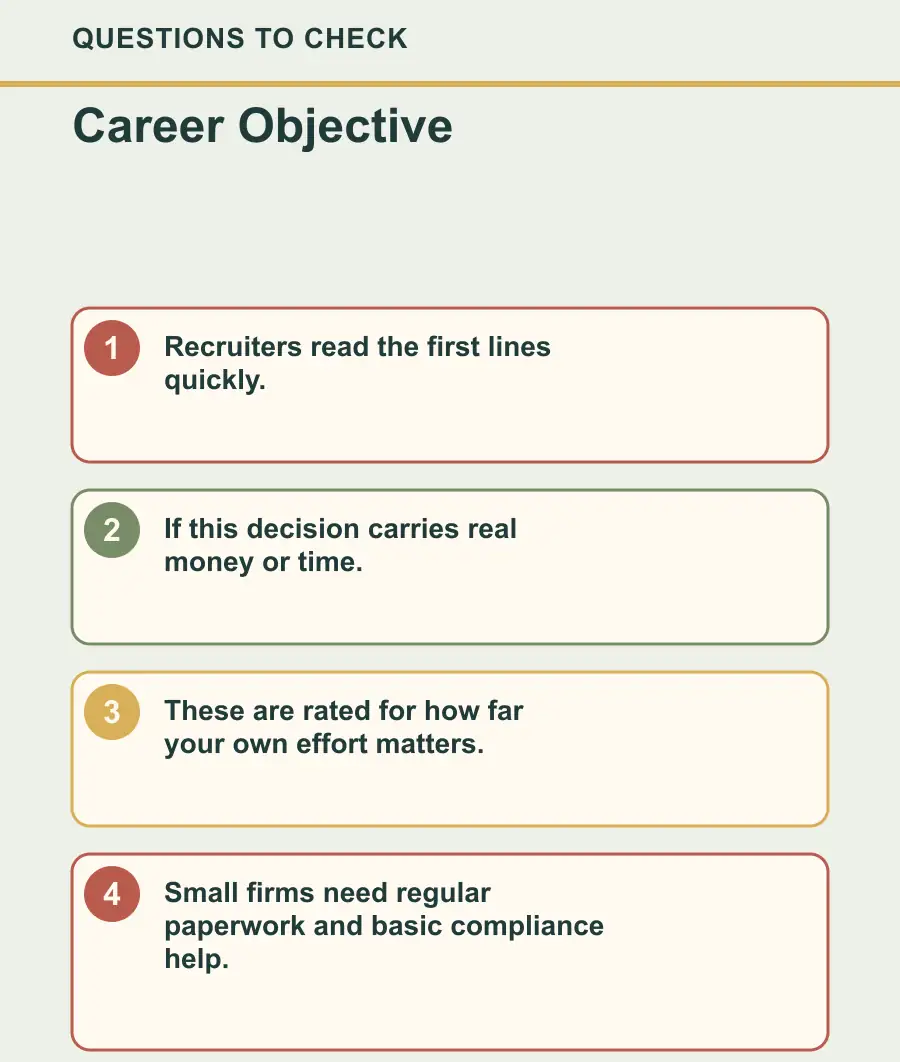 QUESTIONS TO CHECK
Career Objective
1
Recruiters read the first lines
quickly.
2
If this decision carries real
money or time.
3
These are rated for how far
your own effort matters.
4
Small firms need regular
paperwork and basic compliance
help.